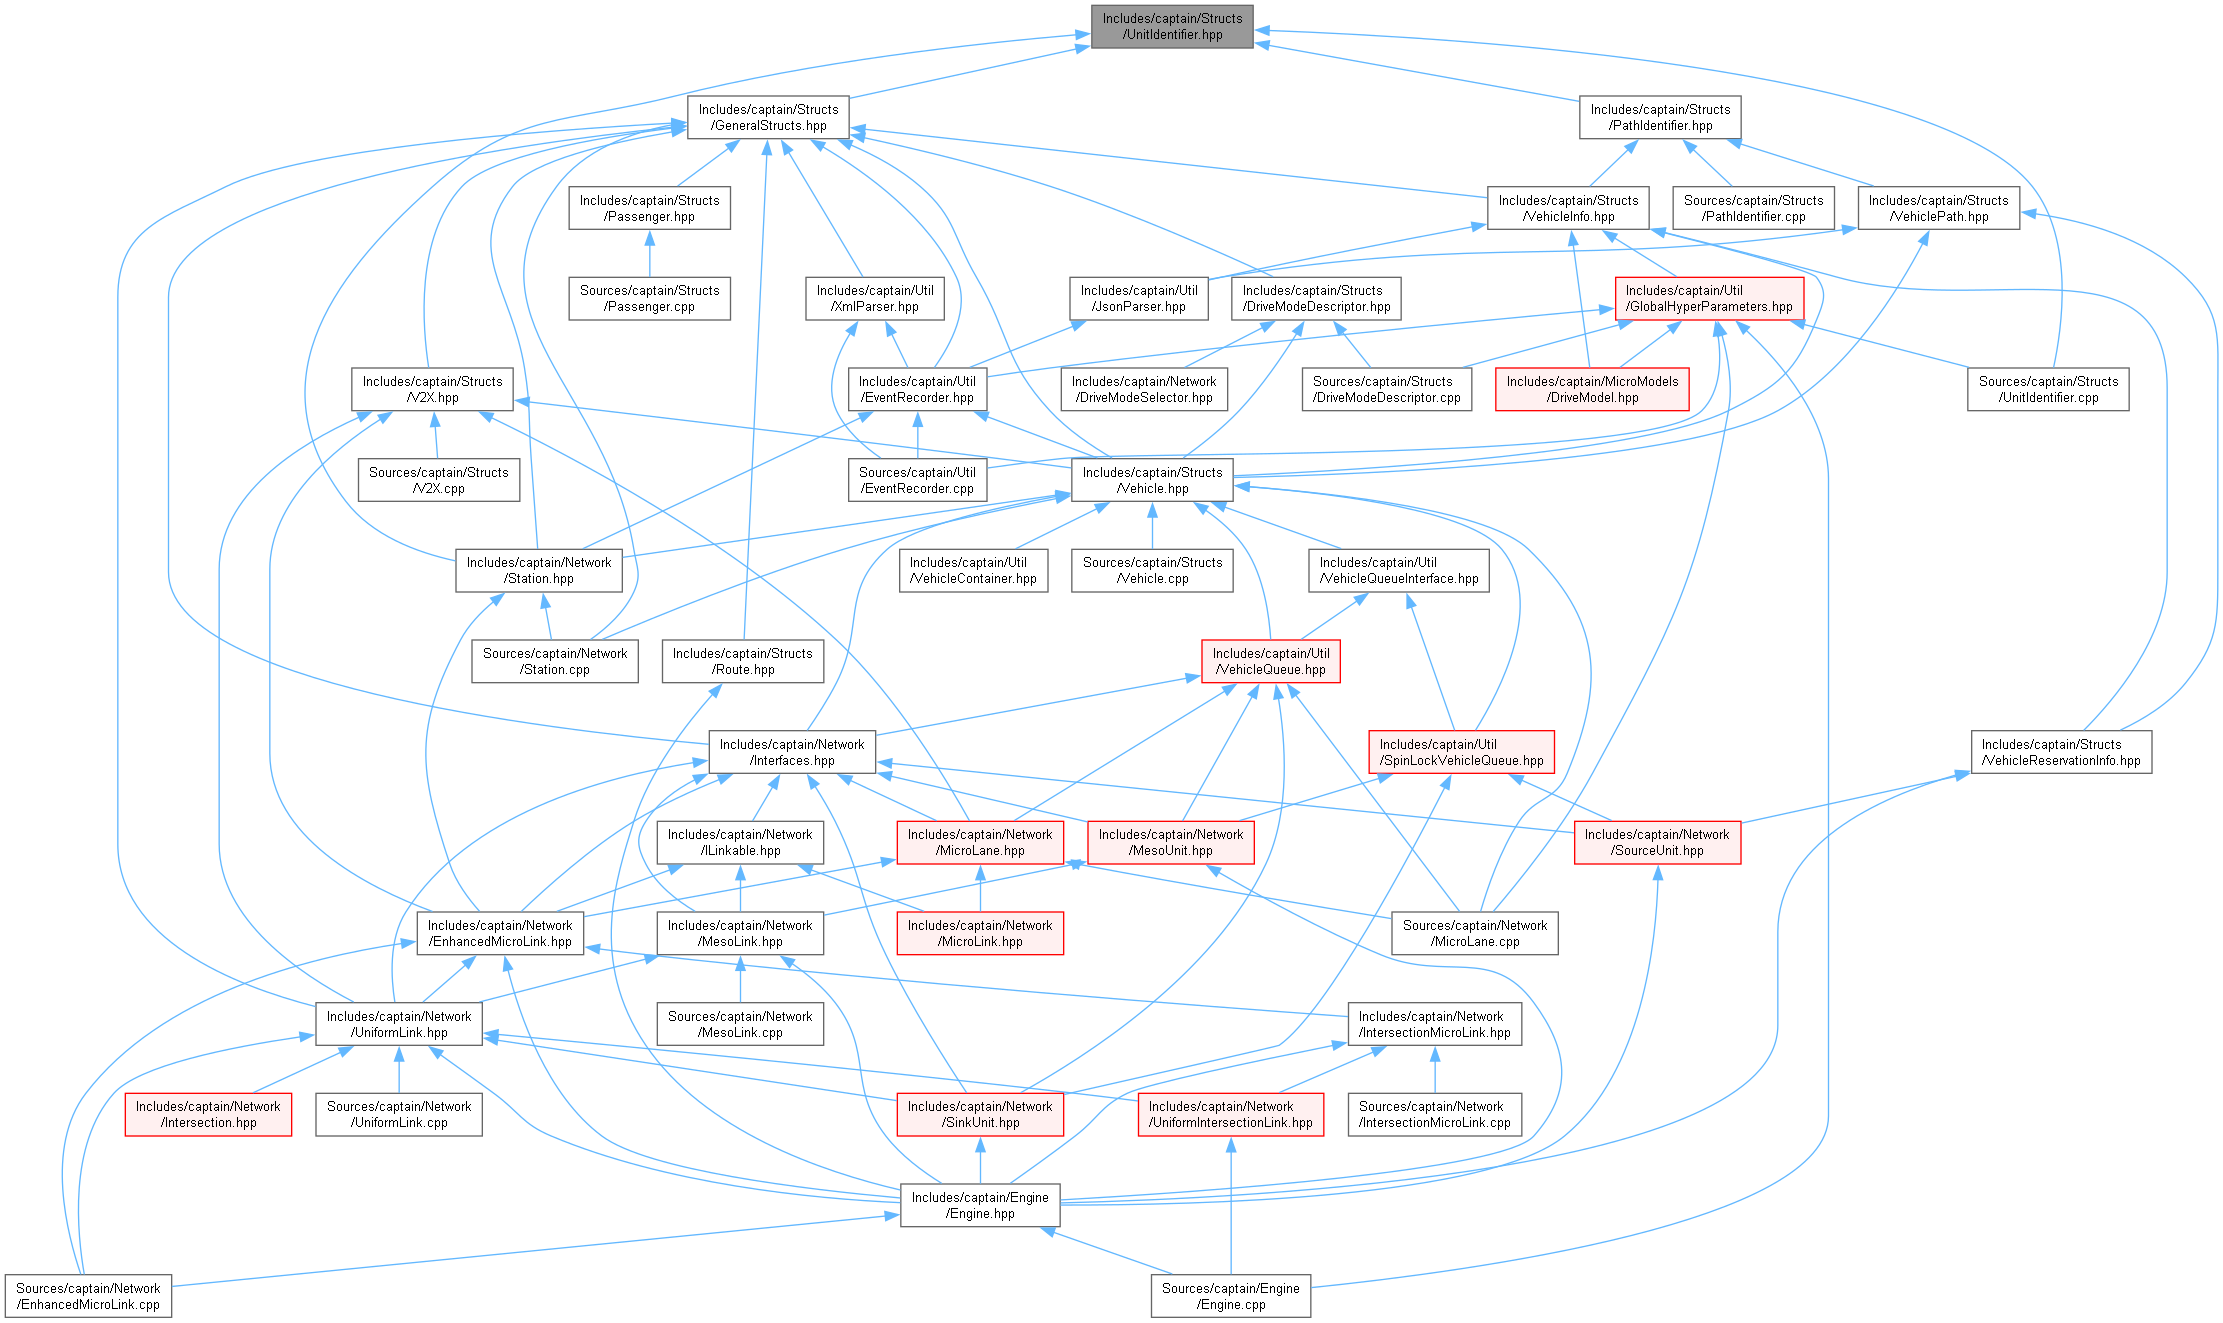 Includes/captain/Structs
/UnitIdentifier.hpp
Includes/captain/Structs
/GeneralStructs.hpp
Includes/captain/Structs
/PathIdentifier.hpp
Includes/captain/Structs
/Passenger.hpp
Includes/captain/Structs
/VehicleInfo.hpp
Sources/captain/Structs
/PathIdentifier.cpp
Includes/captain/Structs
/VehiclePath.hpp
Sources/captain/Structs
/Passenger.cpp
Includes/captain/Util
/XmlParser.hpp
Includes/captain/Util
/JsonParser.hpp
Includes/captain/Structs
/DriveModeDescriptor.hpp
Includes/captain/Util
/GlobalHyperParameters.hpp
Includes/captain/Structs
/V2X.hpp
Includes/captain/Util
/EventRecorder.hpp
Includes/captain/Network
/DriveModeSelector.hpp
Sources/captain/Structs
/DriveModeDescriptor.cpp
Includes/captain/MicroModels
/DriveModel.hpp
Sources/captain/Structs
/UnitIdentifier.cpp
Sources/captain/Structs
/V2X.cpp
Sources/captain/Util
/EventRecorder.cpp
Includes/captain/Structs
/Vehicle.hpp
Includes/captain/Network
/Station.hpp
Includes/captain/Util
/VehicleContainer.hpp
Sources/captain/Structs
/Vehicle.cpp
Includes/captain/Util
/VehicleQueueInterface.hpp
Sources/captain/Network
/Station.cpp
Includes/captain/Structs
/Route.hpp
Includes/captain/Util
/VehicleQueue.hpp
Includes/captain/Network
/Interfaces.hpp
Includes/captain/Util
/SpinLockVehicleQueue.hpp
Includes/captain/Structs
/VehicleReservationInfo.hpp
Includes/captain/Network
/ILinkable.hpp
Includes/captain/Network
/MicroLane.hpp
Includes/captain/Network
/MesoUnit.hpp
Includes/captain/Network
/SourceUnit.hpp
Includes/captain/Network
/EnhancedMicroLink.hpp
Includes/captain/Network
/MesoLink.hpp
Includes/captain/Network
/MicroLink.hpp
Sources/captain/Network
/MicroLane.cpp
Includes/captain/Network
/UniformLink.hpp
Sources/captain/Network
/MesoLink.cpp
Includes/captain/Network
/IntersectionMicroLink.hpp
Includes/captain/Network
/Intersection.hpp
Sources/captain/Network
/UniformLink.cpp
Includes/captain/Network
/SinkUnit.hpp
Includes/captain/Network
/UniformIntersectionLink.hpp
Sources/captain/Network
/IntersectionMicroLink.cpp
Includes/captain/Engine
/Engine.hpp
Sources/captain/Network
/EnhancedMicroLink.cpp
Sources/captain/Engine
/Engine.cpp